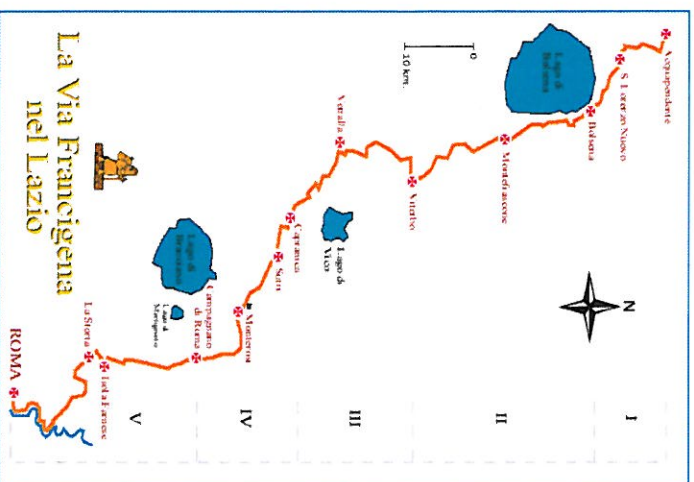 N
Acquapendente
I
S. Lorenzo Nuovo
Bolsena
Lago di
Bolsena
0
10 km.
Montefiascone
II
Viterbo
Vetralla
Lago di
Vico
III
Capranica
Sutri
Monterosi
IV
Lago di
Bracciano
Campagnano
di Roma
Lago di
Martignano
V
La Storta
Isola Farnese
ROMA
La Via Francigena
nel Lazio